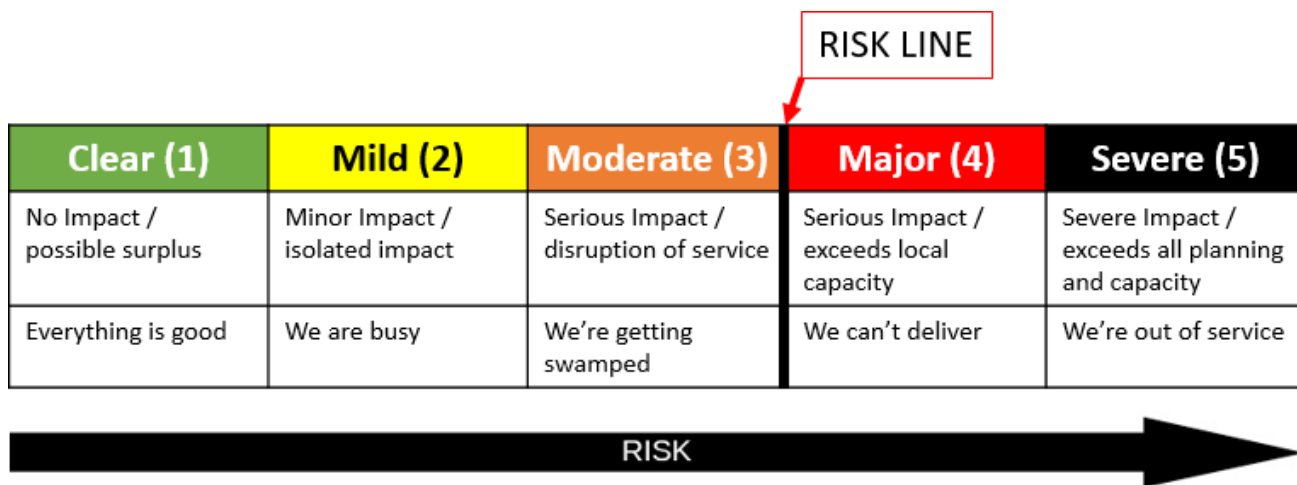 RISK LINE
Clear (1)
Mild (2)
Moderate (3)
Major (4)
Severe (5)
No Impact /
possible surplus
Minor Impact /
isolated impact
Serious Impact /
disruption of service
Serious Impact /
exceeds local
capacity
Severe Impact /
exceeds all planning
and capacity
Everything is good
We are busy
We’re getting
swamped
We can’t deliver
We’re out of service
RISK